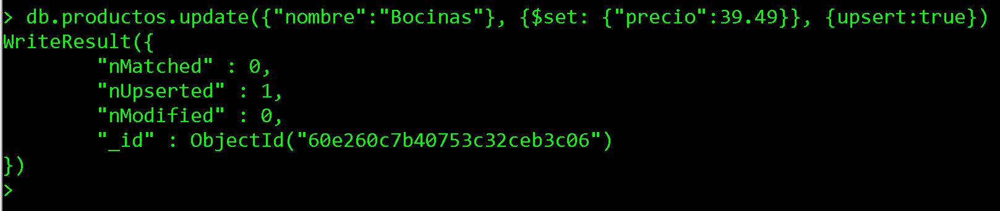 > db.productos.update({"nombre":"Bocinas"}, {$set: {"precio":39.49}}, {upsert:true})
WriteResult({
"nMatched" : 0,
"nUpserted" : 1,
"nModified" : 0,
"_id" : ObjectId("60e260c7b40753c32ceb3c06")
})
>